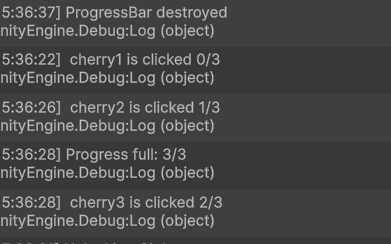 5:36:37] ProgressBar destroyed
nityEngine.Debug:Log (object)
5:36:22] cherry1 is clicked 0/3
nityEngine.Debug:Log (object)
5:36:26] cherry2 is clicked 1/3
nityEngine.Debug:Log (object)
5:36:28] Progress full: 3/3
nityEngine.Debug:Log (object)
5:36:28] cherry3 is clicked 2/3
nityEngine.Debug:Log (object)